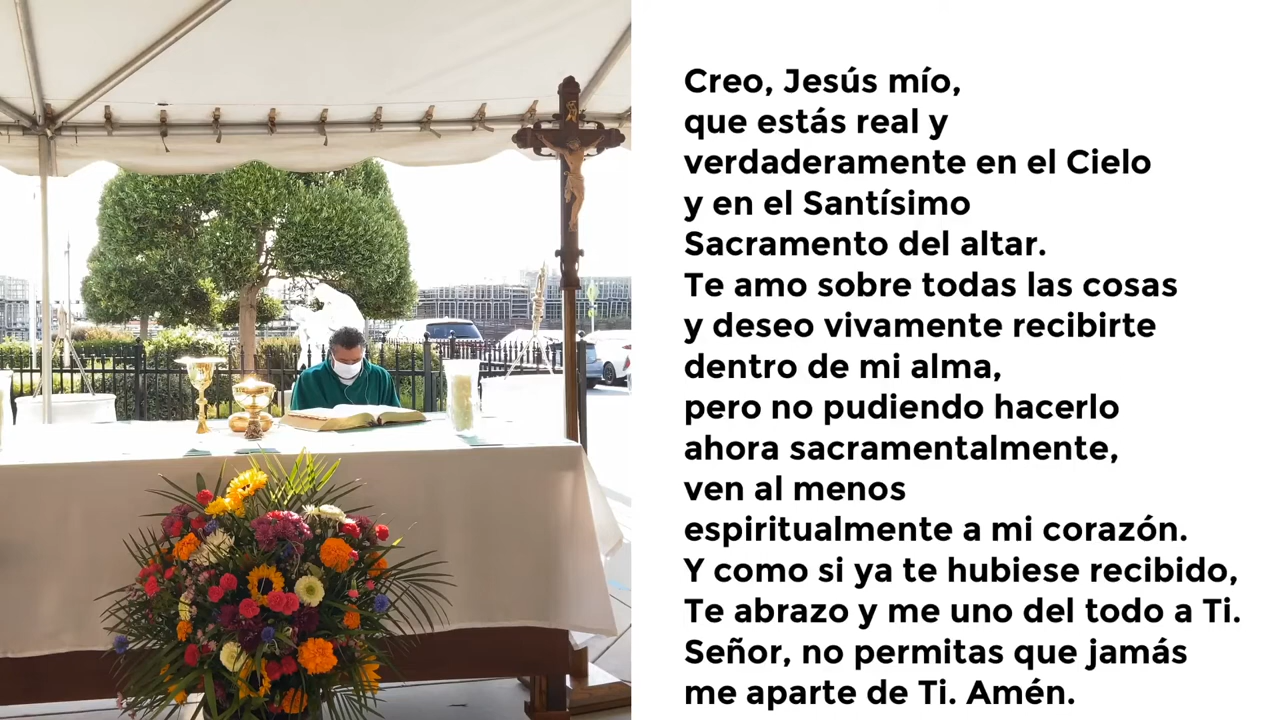 Creo, Jesús mío,
que estás real y
verdaderamente en el Cielo
y en el Santísimo
Sacramento del altar.
Te amo sobre todas las cosas
y deseo vivamente recibirte
dentro de mi alma,
pero no pudiendo hacerlo
ahora sacramentalmente,
ven al menos
espiritualmente a mi corazón.
Y como si ya te hubiese recibido,
Te abrazo y me uno del todo a Ti.
Señor, no permitas que jamás
me aparte de Ti. Amén.